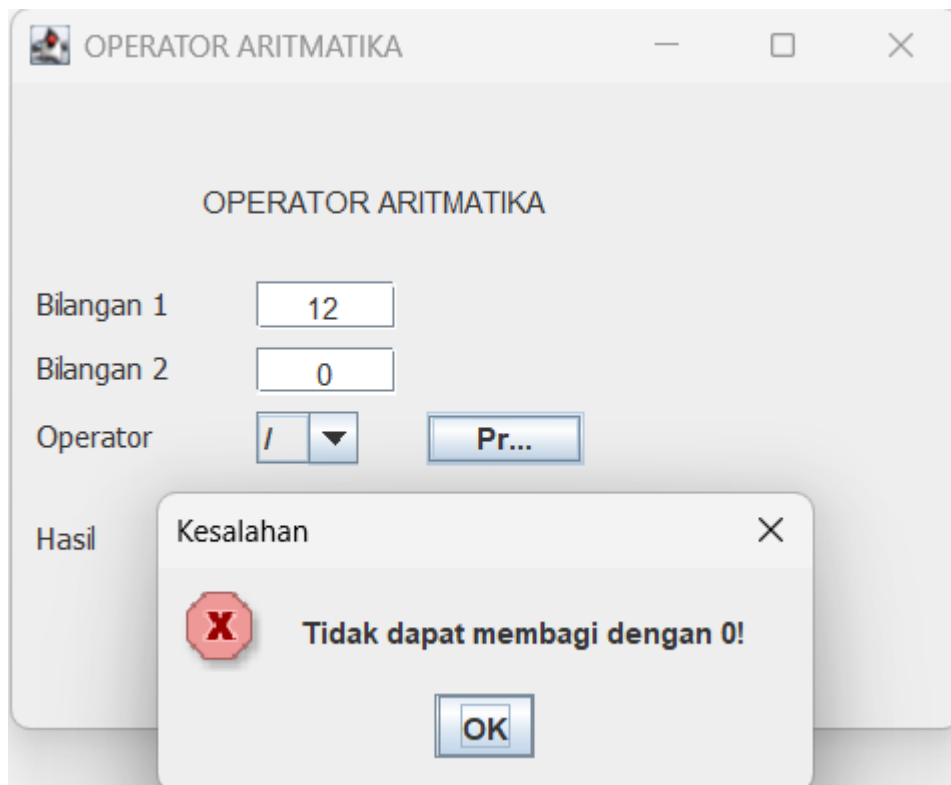 OPERATOR ARITMATIKA
OPERATOR ARITMATIKA
Bilangan 1 12
Bilangan 2 0
Operator / Pr...
Hasil
Kesalahan
X
Tidak dapat membagi dengan 0!
OK